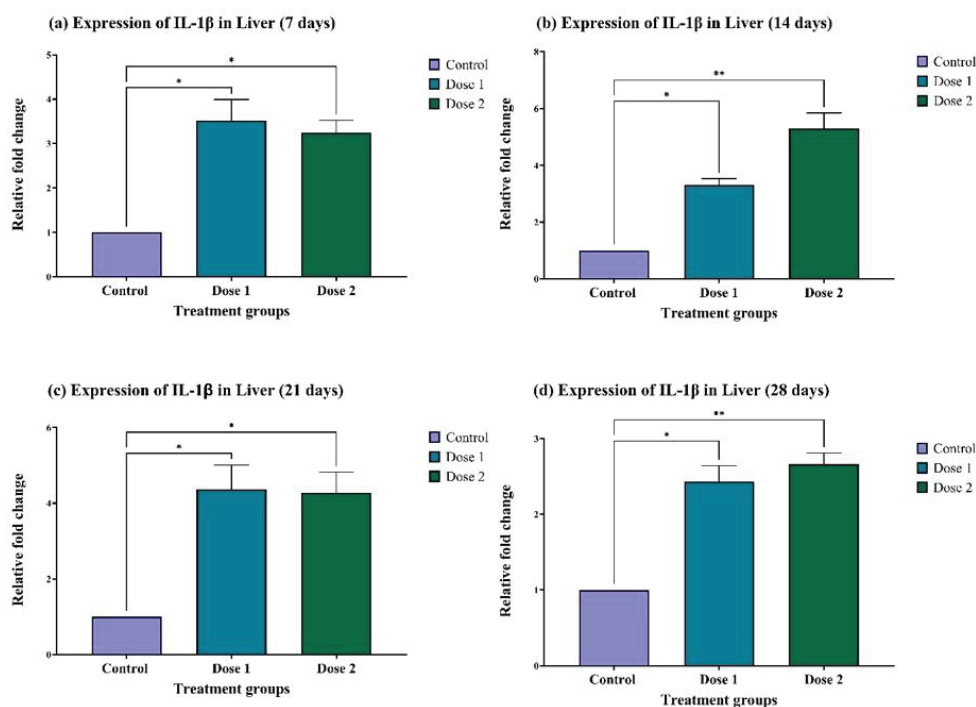 (a) Expression of IL-1β in Liver (7 days)
5
4
3
2
1
0
Relative fold change
*
*
Control
Dose 1
Dose 2
Control
Dose 1
Dose 2
Treatment groups
(b) Expression of IL-1β in Liver (14 days)
8
6
4
2
0
Relative fold change
**
*
Control
Dose 1
Dose 2
Control
Dose 1
Dose 2
Treatment groups
(c) Expression of IL-1β in Liver (21 days)
6
4
2
0
Relative fold change
*
*
Control
Dose 1
Dose 2
Control
Dose 1
Dose 2
Treatment groups
(d) Expression of IL-1β in Liver (28 days)
3
2
1
0
Relative fold change
**
*
Control
Dose 1
Dose 2
Control
Dose 1
Dose 2
Treatment groups